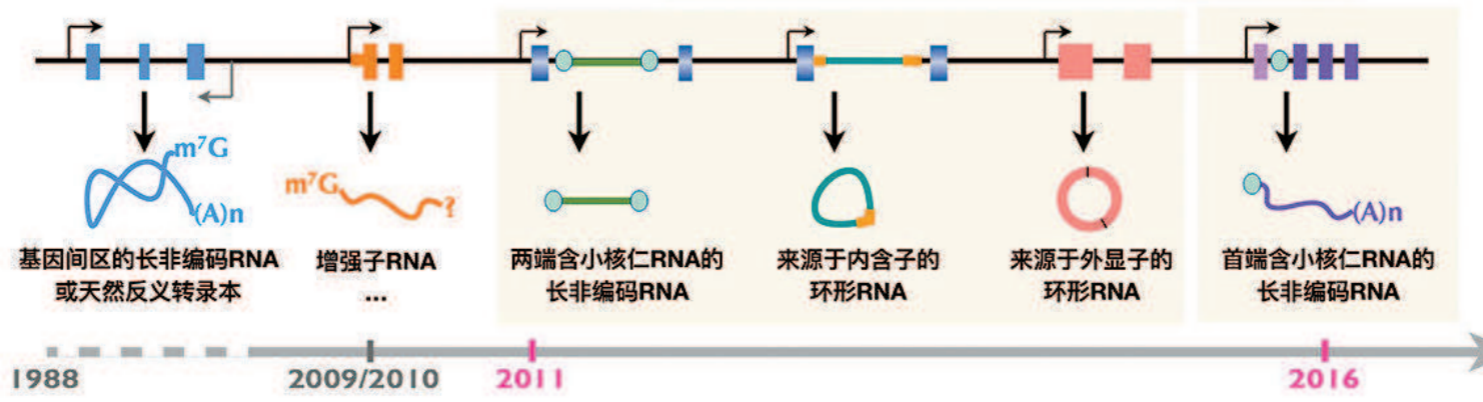 m⁷G
(A)n
基因间区的长非编码RNA
或天然反义转录本
m⁷G
?
增强子RNA
...
两端含小核仁RNA的
长非编码RNA
来源于内含子的
环形RNA
来源于外显子的
环形RNA
(A)n
首端含小核仁RNA的
长非编码RNA
1988
2009/2010
2011
2016